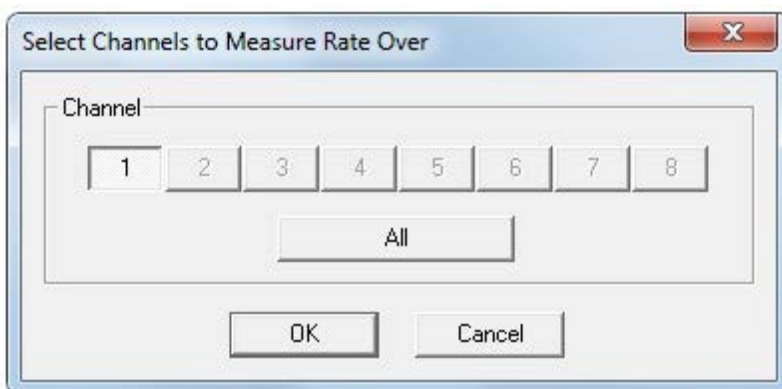 Select Channels to Measure Rate Over
Channel
1 2 3 4 5 6 7 8
All
OK Cancel